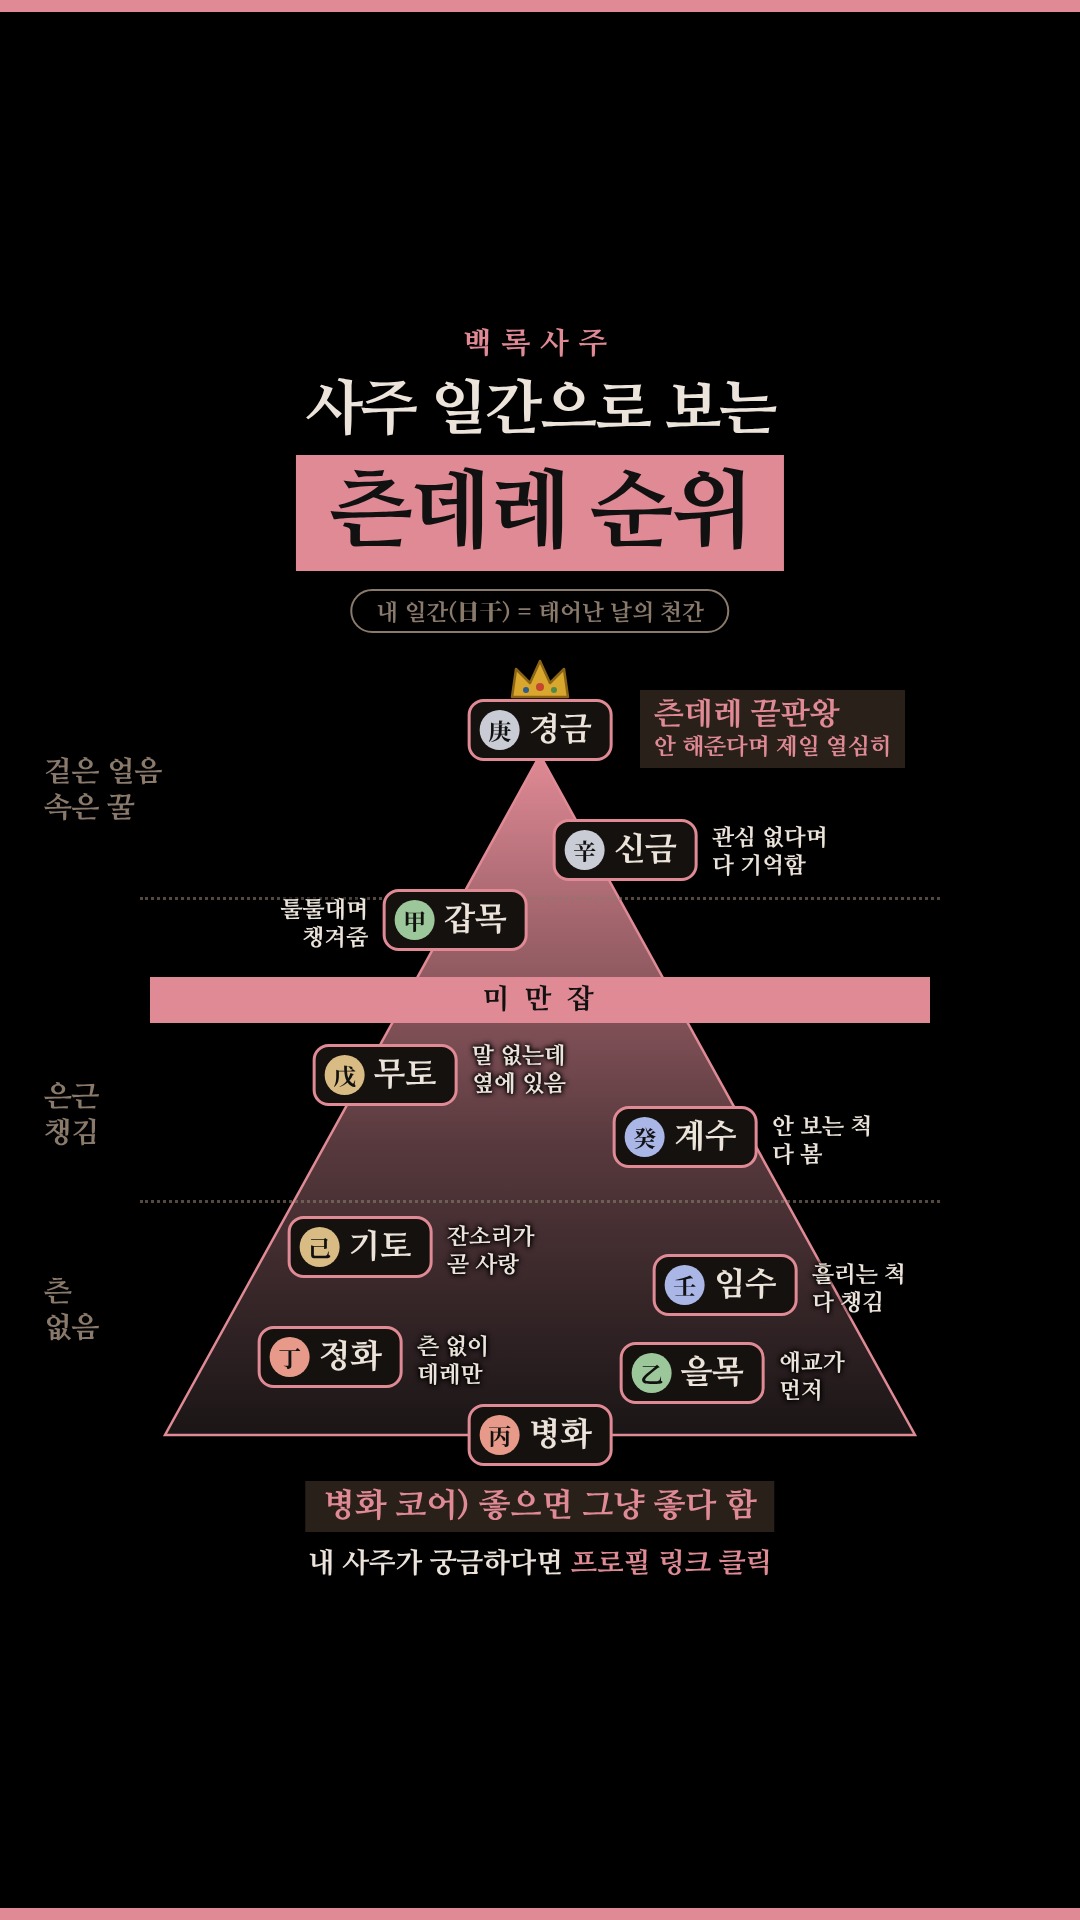 백록사주
사주 일간으로 보는
츤데레 순위
내 일간(日干) = 태어난 날의 천간
庚 경금
츤데레 끝판왕
안 해준다며 제일 열심히
겉은 얼음
속은 꿀
辛 신금
관심 없다며
다 기억함
툴툴대며
챙겨줌
甲 갑목
미만잡
戊 무토
말 없는데
옆에 있음
은근
챙김
癸 계수
안 보는 척
다 봄
己 기토
잔소리가
곧 사랑
壬 임수
흘리는 척
다 챙김
츤
없음
丁 정화
츤 없이
데레만
乙 을목
애교가
먼저
丙 병화
병화 코어) 좋으면 그냥 좋다 함
내 사주가 궁금하다면 프로필 링크 클릭